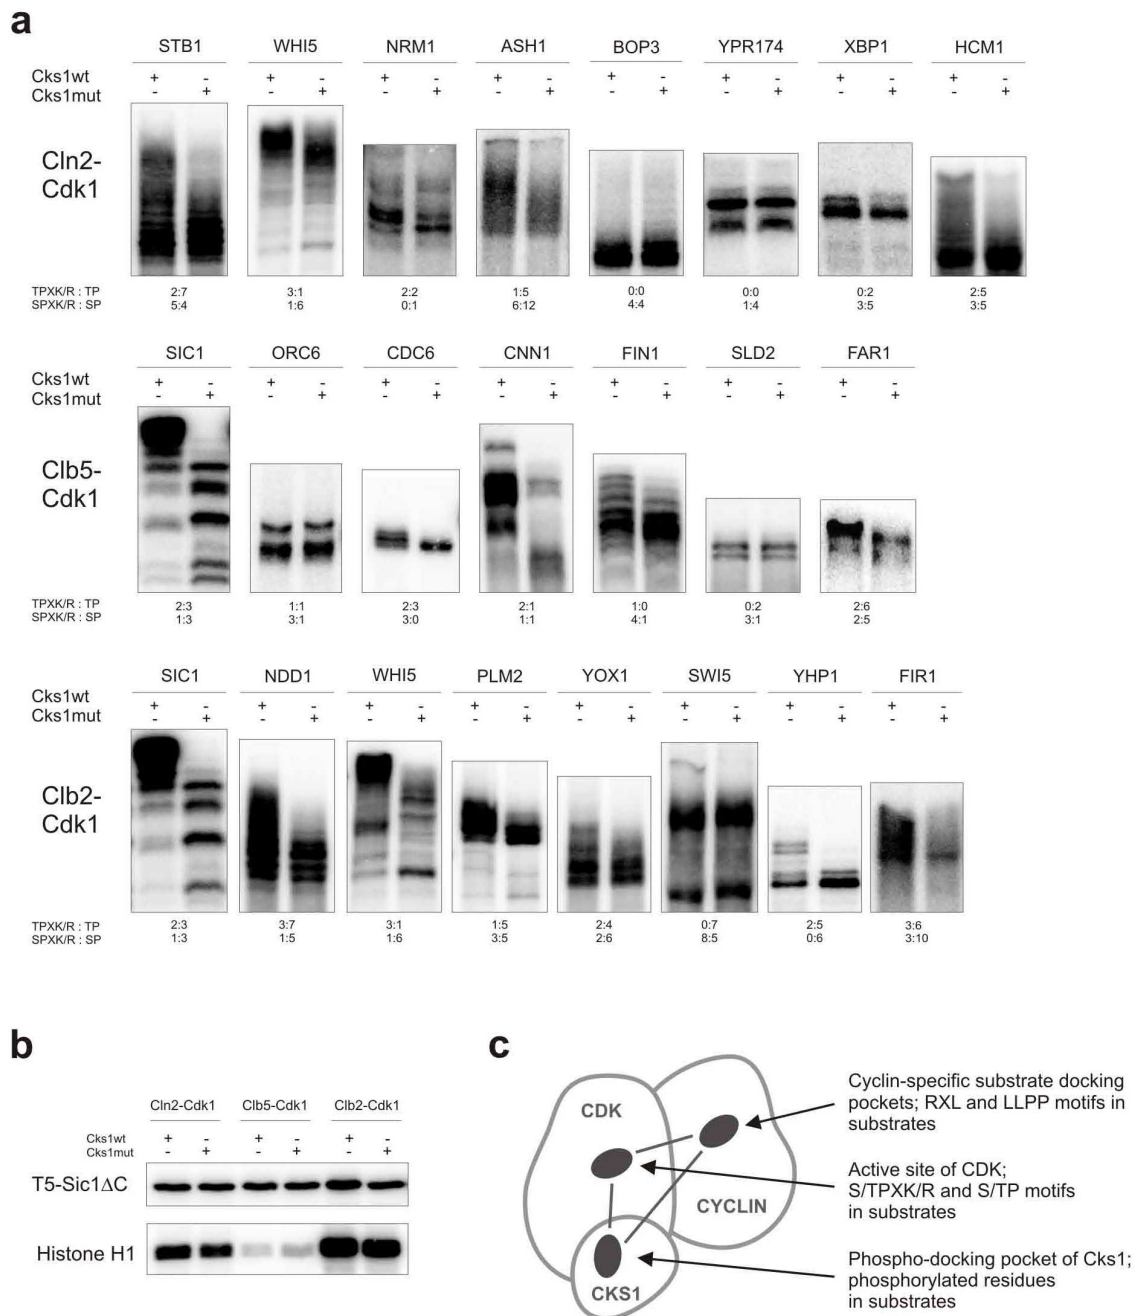 a
STB1 WHI5 NRM1 ASH1 BOP3 YPR174 XBP1 HCM1
Cks1wt + - + - + - + - + - + - + - + -
Cks1mut - + - + - + - + - + - + - + - +
Cln2-
Cdk1
TPXK/R : TP 2:7 3:1 2:2 1:5 0:0 0:0 0:2 2:5
SPXK/R : SP 5:4 1:6 0:1 6:12 4:4 1:4 3:5 3:5
SIC1 ORC6 CDC6 CNN1 FIN1 SLD2 FAR1
Cks1wt + - + - + - + - + - + - + -
Cks1mut - + - + - + - + - + - + - +
Clb5-
Cdk1
TPXK/R : TP 2:3 1:1 2:3 2:1 1:0 0:2 2:6
SPXK/R : SP 1:3 3:1 3:0 1:1 4:1 3:1 2:5
SIC1 NDD1 WHI5 PLM2 YOX1 SWI5 YHP1 FIR1
Cks1wt + - + - + - + - + - + - + - + -
Cks1mut - + - + - + - + - + - + - + - +
Clb2-
Cdk1
TPXK/R : TP 2:3 3:7 3:1 1:5 2:4 0:7 2:5 3:6
SPXK/R : SP 1:3 1:5 1:6 3:5 2:6 8:5 0:6 3:10
b
Cln2-Cdk1 Clb5-Cdk1 Clb2-Cdk1
Cks1wt + - + - + -
Cks1mut - + - + - +
T5-Sic1ΔC
Histone H1
c
CDK
CYCLIN
CKS1
Cyclin-specific substrate docking
pockets; RXL and LLPP motifs in
substrates
Active site of CDK;
S/TPXK/R and S/TP motifs
in substrates
Phospho-docking pocket of Cks1;
phosphorylated residues
in substrates